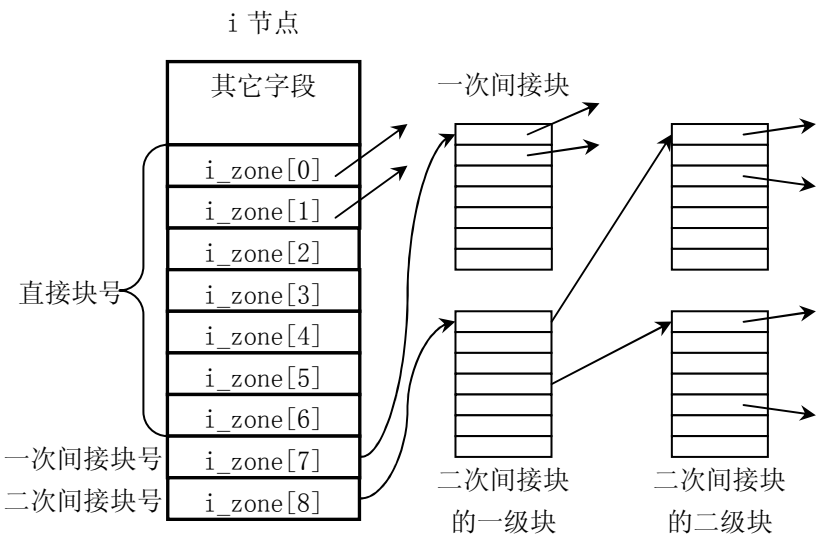 i 节点
其它字段
一次间接块
i_zone[0]
i_zone[1]
i_zone[2]
直接块号
i_zone[3]
i_zone[4]
i_zone[5]
i_zone[6]
一次间接块号
i_zone[7]
二次间接块号
i_zone[8]
二次间接块
的一级块
二次间接块
的二级块